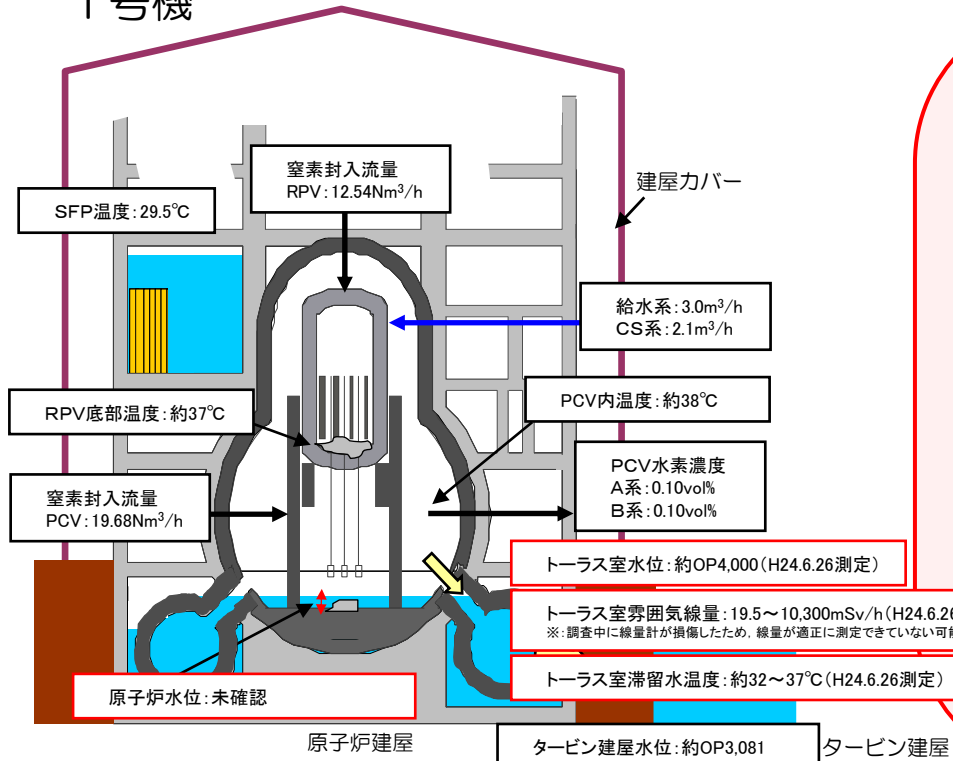 1号機
窒素封入流量
RPV:12.54Nm³/h
建屋カバー
SFP温度:29.5℃
給水系:3.0m³/h
CS系:2.1m³/h
RPV底部温度:約37℃
PCV内温度:約38℃
PCV水素濃度
A系:0.10vol%
B系:0.10vol%
窒素封入流量
PCV:19.68Nm³/h
トーラス室水位:約OP4,000(H24.6.26測定)
トーラス室雰囲気線量:19.5～10,300mSv/h(H24.6.26
※:調査中に線量計が損傷したため,線量が適正に測定できていない可能
トーラス室滞留水温度:約32～37℃(H24.6.26測定)
原子炉水位:未確認
原子炉建屋
タービン建屋水位:約OP3,081
タービン建屋